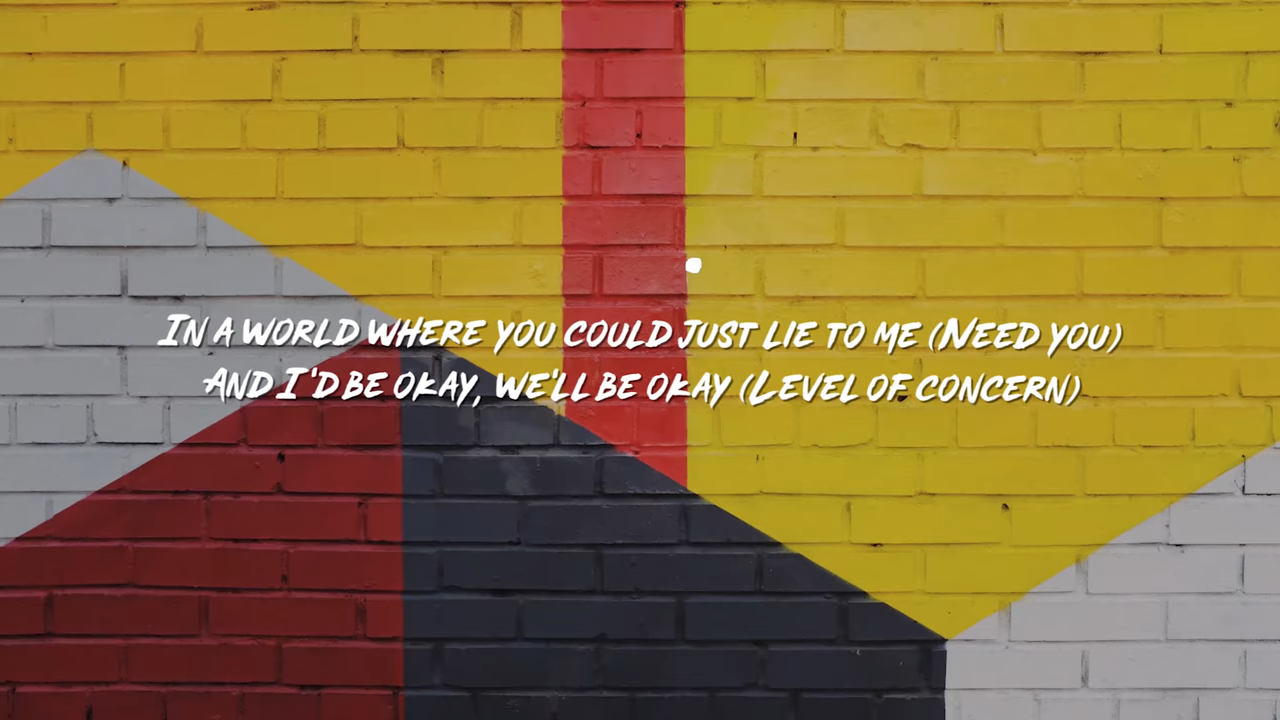 In a world where you could just lie to me (Need you)
And I'd be okay, we'll be okay (Level of concern)